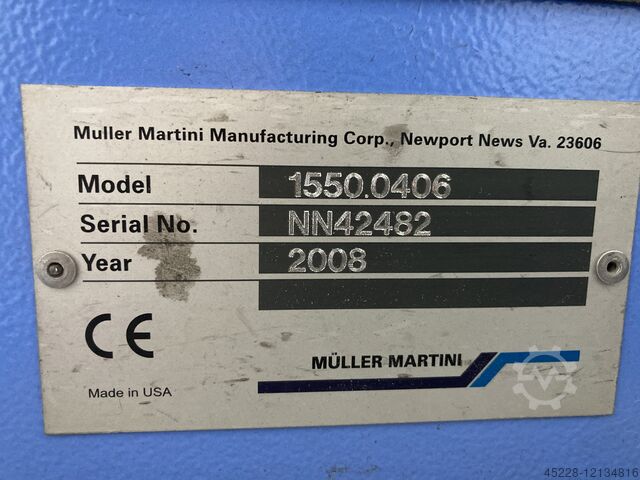 Muller Martini Manufacturing Corp., Newport News Va. 23606
Model 1550.0406
Serial No. NN42482
Year 2008
CE
MÜLLER MARTINI
Made in USA
45228-12134816